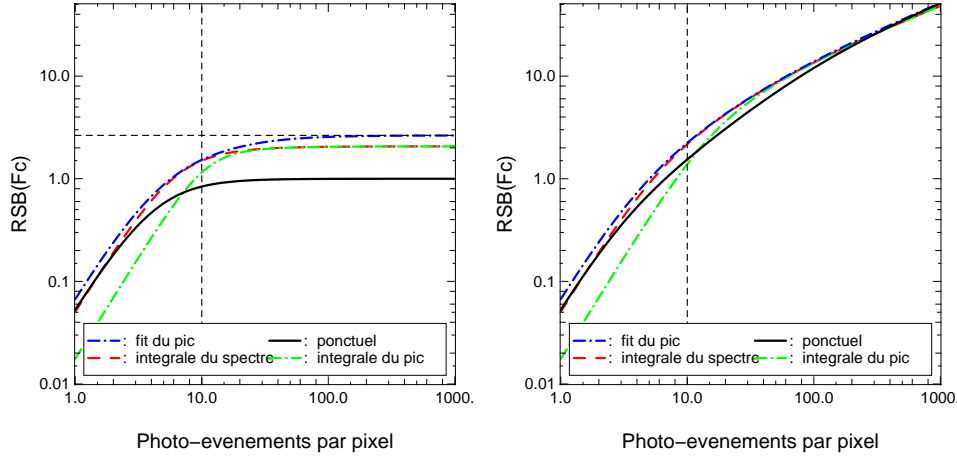 RSB(Fc)
10.0
1.0
0.1
0.01
1.0 10.0 100.0 1000.
Photo-evenements par pixel
: fit du pic : ponctuel
: integrale du spectre : integrale du pic
RSB(Fc)
10.0
1.0
0.1
0.01
1.0 10.0 100.0 1000.
Photo-evenements par pixel
: fit du pic : ponctuel
: integrale du spectre : integrale du pic